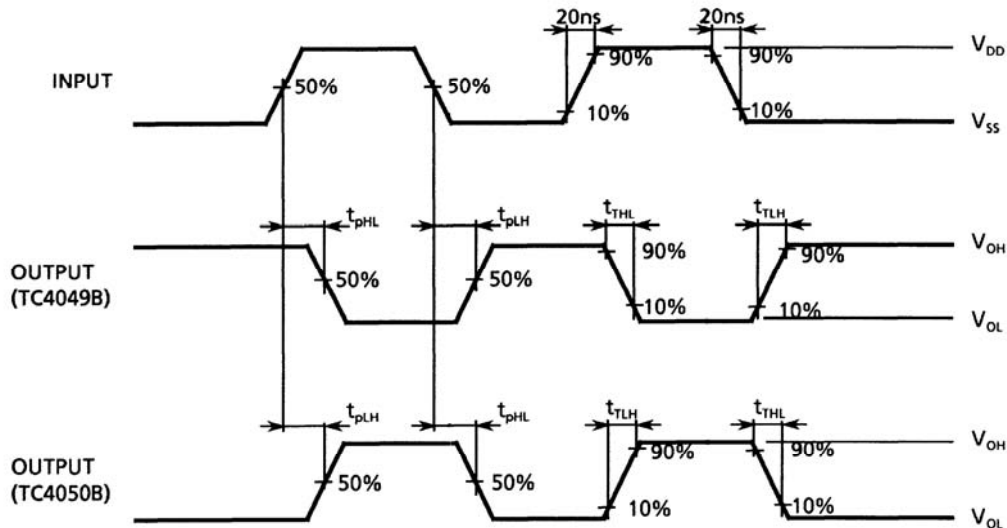 20ns 20ns
INPUT 50% 50% 90% 10% 90% 10% V_DD V_SS
t_pHL t_pLH t_THL t_TLH
OUTPUT
(TC4049B) 50% 50% 90% 10% 90% 10% V_OH V_OL
t_pLH t_pHL t_TLH t_THL
OUTPUT
(TC4050B) 50% 50% 90% 10% 90% 10% V_OH V_OL